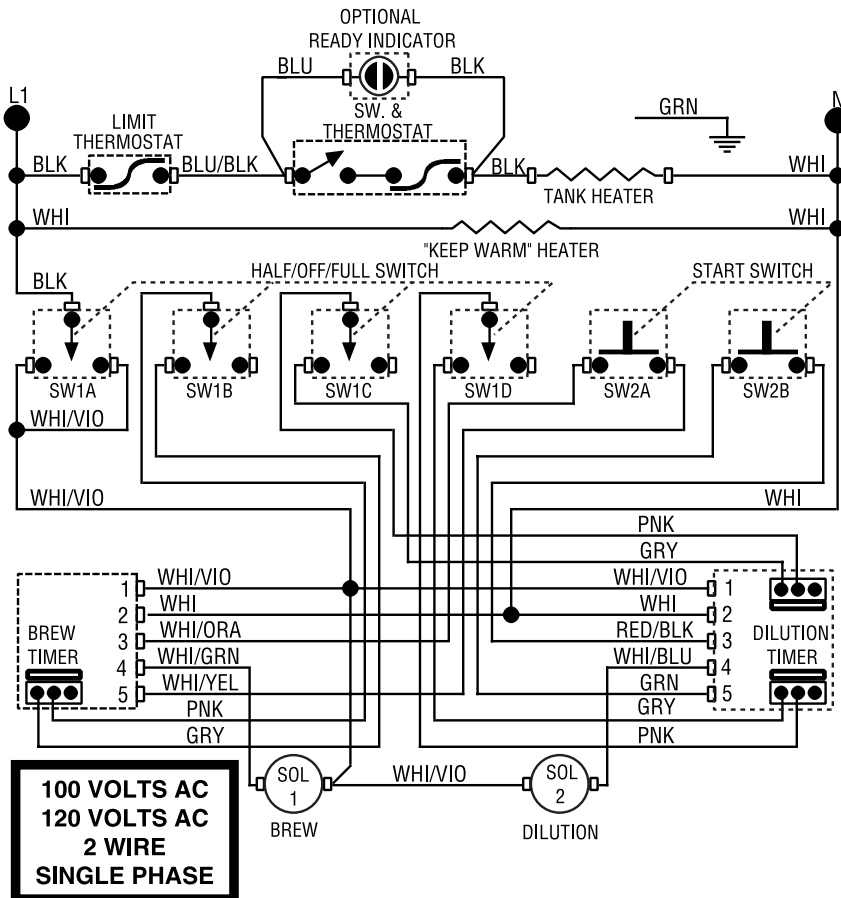 OPTIONAL
READY INDICATOR
BLU
BLK
L1
N
LIMIT
THERMOSTAT
SW. &
THERMOSTAT
GRN
BLK
BLU/BLK
BLK
WHI
TANK HEATER
WHI
WHI
"KEEP WARM" HEATER
BLK
HALF/OFF/FULL SWITCH
START SWITCH
SW1A
SW1B
SW1C
SW1D
SW2A
SW2B
WHI/VIO
WHI/VIO
WHI
PNK
GRY
1
WHI/VIO
WHI/VIO
1
2
WHI
WHI
2
BREW
TIMER
3
WHI/ORA
RED/BLK
3
DILUTION
TIMER
4
WHI/GRN
WHI/BLU
4
5
WHI/YEL
GRN
5
PNK
GRY
GRY
PNK
SOL
1
BREW
WHI/VIO
SOL
2
DILUTION
100 VOLTS AC
120 VOLTS AC
2 WIRE
SINGLE PHASE